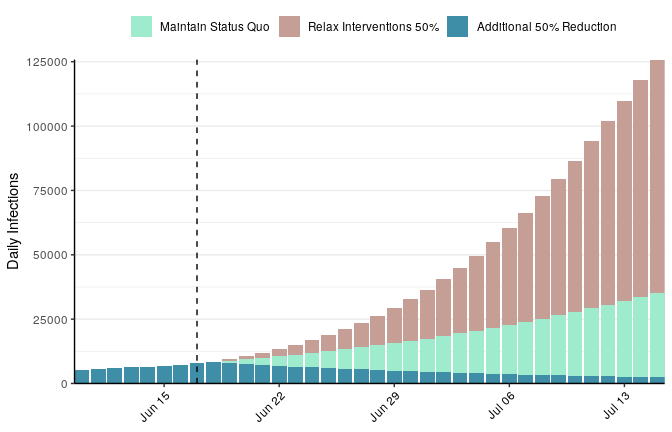 Maintain Status Quo Relax Interventions 50% Additional 50% Reduction
Daily Infections
125000
100000
75000
50000
25000
0
Jun 15 Jun 22 Jun 29 Jul 06 Jul 13